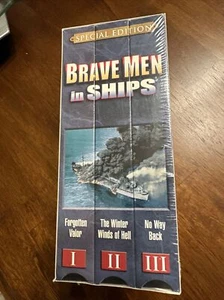 SPECIAL EDITION
BRAVE MEN
in SHIPS
Forgotten
Valor
The Winter
Winds of Hell
No Way
Back
I
II
III